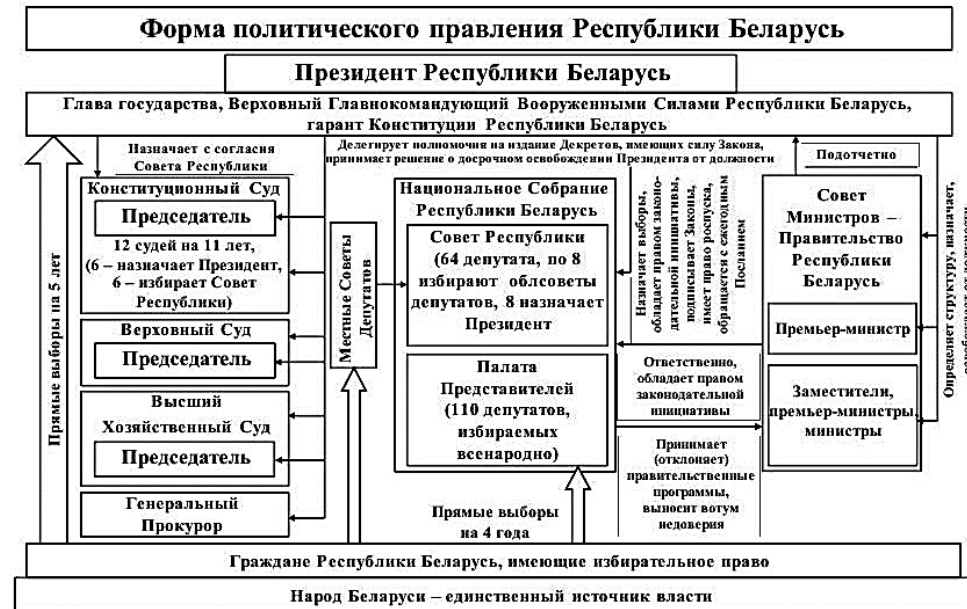 Форма политического правления Республики Беларусь
Президент Республики Беларусь
Глава государства, Верховный Главнокомандующий Вооруженными Силами Республики Беларусь,
гарант Конституции Республики Беларусь
Прямые выборы на 5 лет
Назначает с согласия
Совета Республики
Конституционный Суд
Председатель
12 судей на 11 лет,
(6 – назначает Президент,
6 – избирает Совет
Республики)
Верховный Суд
Председатель
Высший
Хозяйственный Суд
Председатель
Генеральный
Прокурор
Местные Советы
Депутатов
Делегирует полномочия на издание Декретов, имеющих силу Закона,
принимает решение о досрочном освобождении Президента от должности
Национальное Собрание
Республики Беларусь
Совет Республики
(64 депутата, по 8
избирают облсоветы
депутатов, 8 назначает
Президент
Палата
Представителей
(110 депутатов,
избираемых
всенародно)
Прямые выборы
на 4 года
Назначает выборы,
обладает правом законо-
дательной инициативы,
подписывает Законы,
имеет право роспуска,
обращается с ежегодным
Посланием
Ответственно,
обладает правом
законодательной
инициативы
Принимает
(отклоняет)
правительственные
программы,
выносит вотум
недоверия
Подотчетно
Совет
Министров –
Правительство
Республики
Беларусь
Премьер-министр
Заместители,
премьер-министры,
министры
Определяет структуру, назначает,
Граждане Республики Беларусь, имеющие избирательное право
Народ Беларуси – единственный источник власти